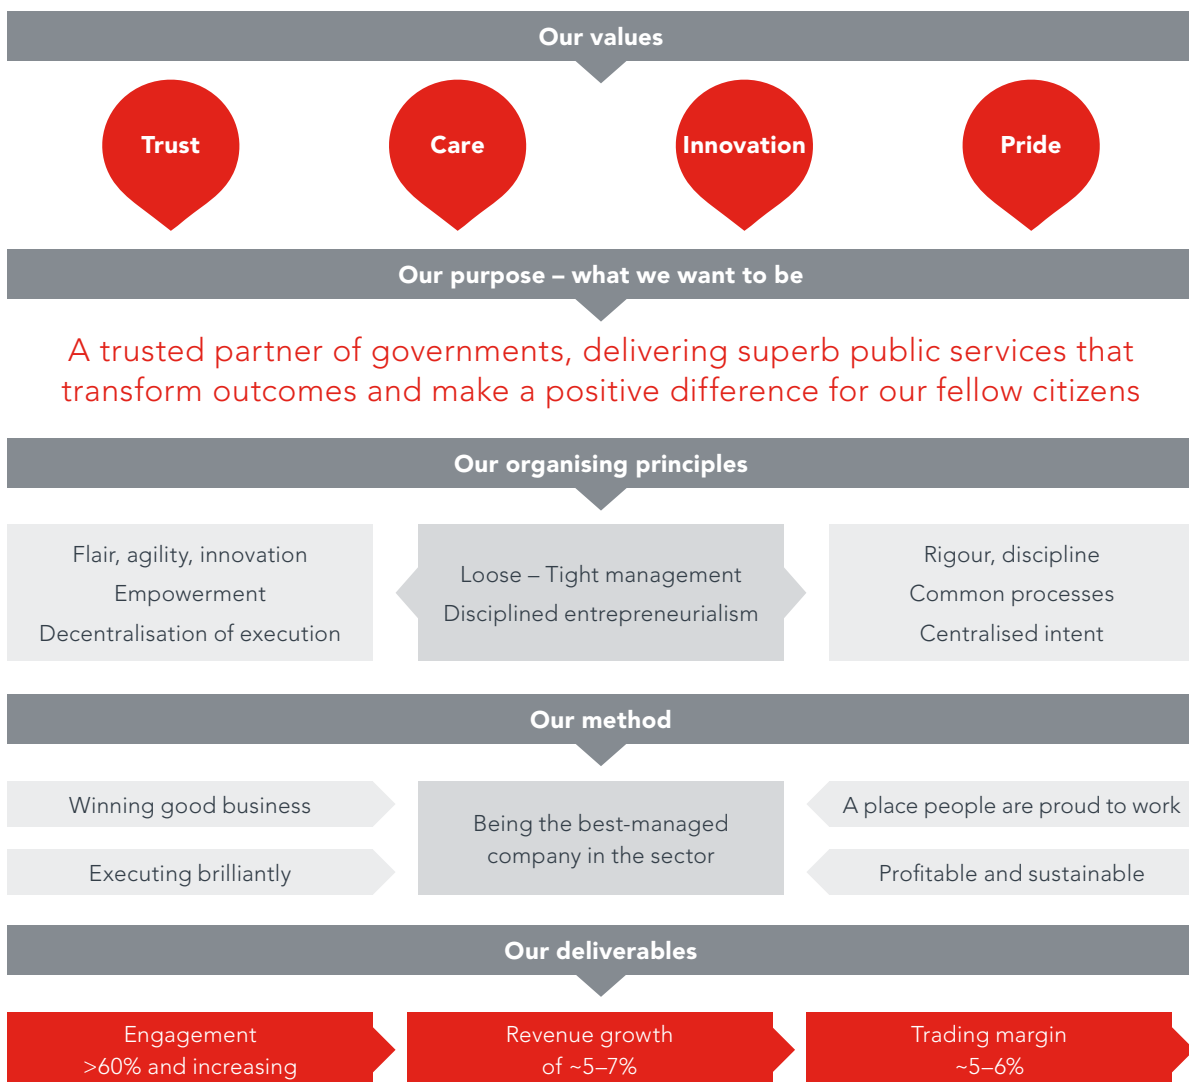 Our values
Trust
Care
Innovation
Pride
Our purpose – what we want to be
A trusted partner of governments, delivering superb public services that
transform outcomes and make a positive difference for our fellow citizens
Our organising principles
Flair, agility, innovation
Empowerment
Decentralisation of execution
Loose – Tight management
Disciplined entrepreneurialism
Rigour, discipline
Common processes
Centralised intent
Our method
Winning good business
Executing brilliantly
Being the best-managed
company in the sector
A place people are proud to work
Profitable and sustainable
Our deliverables
Engagement
>60% and increasing
Revenue growth
of ~5–7%
Trading margin
~5–6%